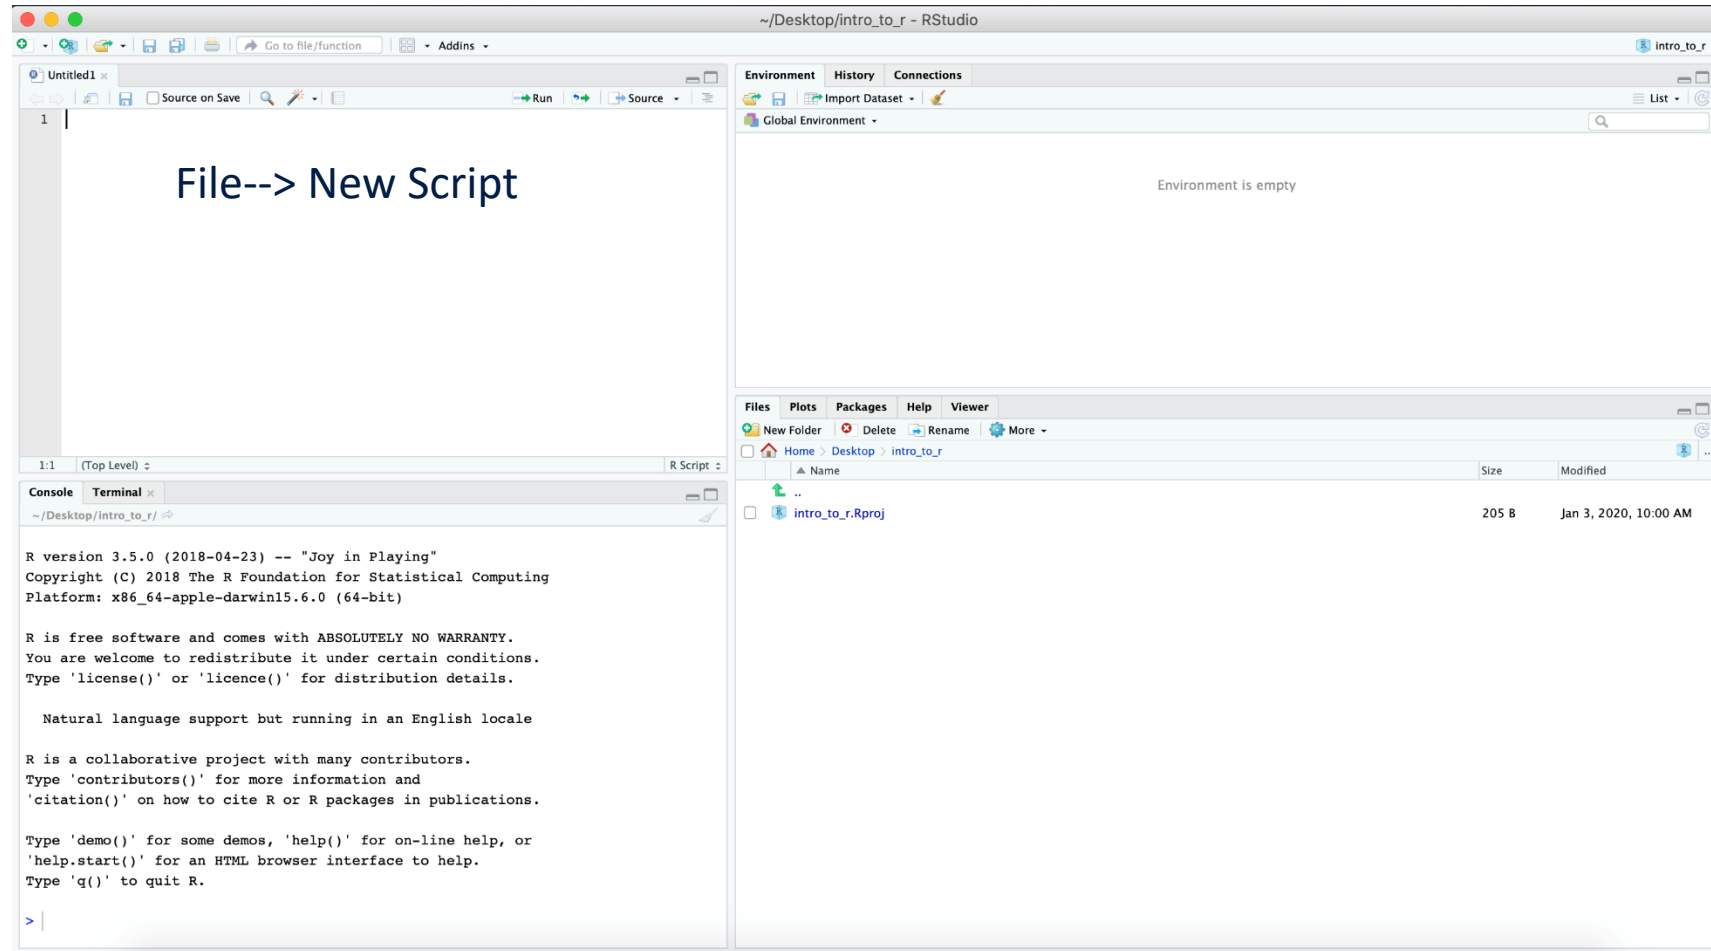 ~/Desktop/intro_to_r - RStudio
Go to file/function Addins
intro_to_r
Untitled1
Source on Save Run Source
1
File--> New Script
1:1 (Top Level) R Script
Console Terminal
~/Desktop/intro_to_r/
R version 3.5.0 (2018-04-23) -- "Joy in Playing"
Copyright (C) 2018 The R Foundation for Statistical Computing
Platform: x86_64-apple-darwin15.6.0 (64-bit)
R is free software and comes with ABSOLUTELY NO WARRANTY.
You are welcome to redistribute it under certain conditions.
Type 'license()' or 'licence()' for distribution details.
Natural language support but running in an English locale
R is a collaborative project with many contributors.
Type 'contributors()' for more information and
'citation()' on how to cite R or R packages in publications.
Type 'demo()' for some demos, 'help()' for on-line help, or
'help.start()' for an HTML browser interface to help.
Type 'q()' to quit R.
>
Environment History Connections
Import Dataset List
Global Environment
Environment is empty
Files Plots Packages Help Viewer
New Folder Delete Rename More
Home > Desktop > intro_to_r ..
Name Size Modified
..
intro_to_r.Rproj 205 B Jan 3, 2020, 10:00 AM